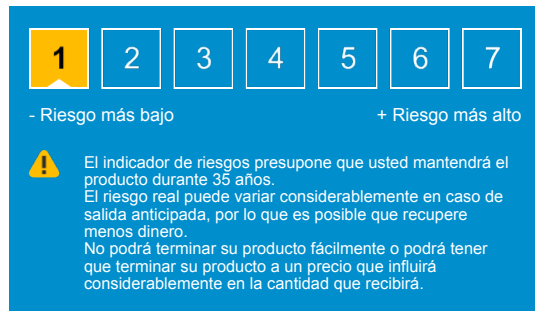 1 2 3 4 5 6 7
- Riesgo más bajo + Riesgo más alto
El indicador de riesgos presupone que usted mantendrá el
producto durante 35 años.
El riesgo real puede variar considerablemente en caso de
salida anticipada, por lo que es posible que recupere
menos dinero.
No podrá terminar su producto fácilmente o podrá tener
que terminar su producto a un precio que influirá
considerablemente en la cantidad que recibirá.